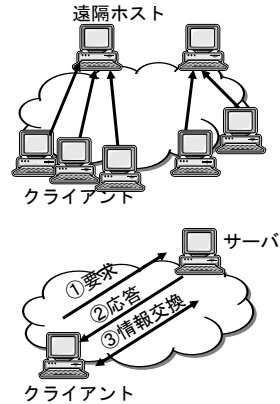 遠隔ホスト
クライアント
サーバ
①要求
②応答
③情報交換
クライアント